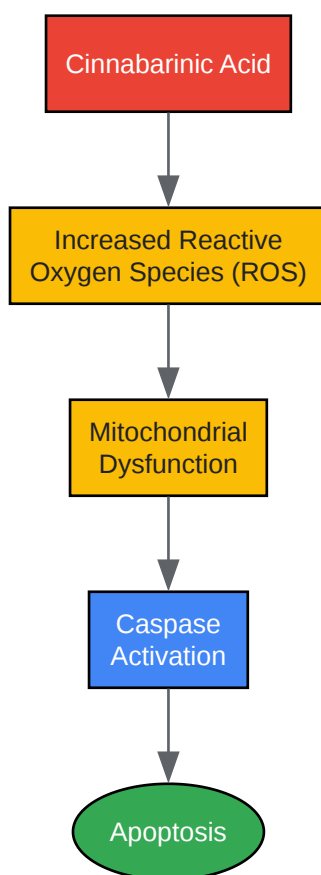 Cinnabarinic Acid
Increased Reactive
Oxygen Species (ROS)
Mitochondrial
Dysfunction
Caspase
Activation
Apoptosis